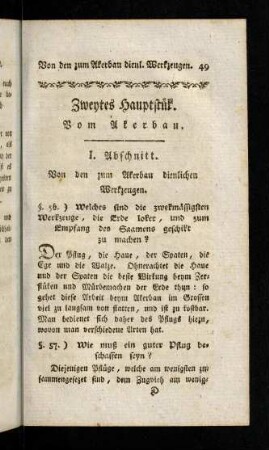 Von den zum Akerbau dienl. Werkzeugen. 49
Zweytes Hauptstük.
Vom Akerbau.
I. Abschnitt.
Von den zum Akerbau dienlichen
Werkzeugen.
§. 56.) Welches sind die zwekmässigsten
Werkzeuge, die Erde loker, und zum
Empfang des Saamens geschikt
zu machen?
Der Pflug, die Haue, der Spaten, die
Ege und die Walze. Ohnerachtet die Haue
und der Spaten die beste Wirkung beym Zer-
stüklen und Mürbemachen der Erde thun: so
gehet diese Arbeit beym Akerbau im Grossen
viel zu langsam von statten, und ist zu kostbar.
Man bedienet sich daher des Pflugs hiezu,
wovon man verschiedene Arten hat.
§. 57.) Wie muß ein guter Pflug be-
schaffen seyn?
Diejenigen Pflüge, welche am wenigsten zu-
sammengesezet sind, dem Zugvieh am wenig-
D